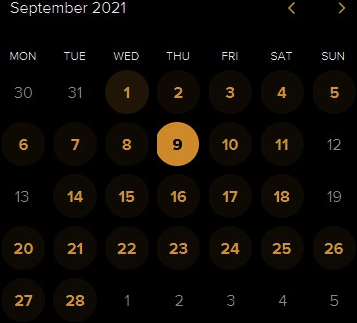 September 2021
MON TUE WED THU FRI SAT SUN
30 31 1 2 3 4 5
6 7 8 9 10 11 12
13 14 15 16 17 18 19
20 21 22 23 24 25 26
27 28 1 2 3 4 5